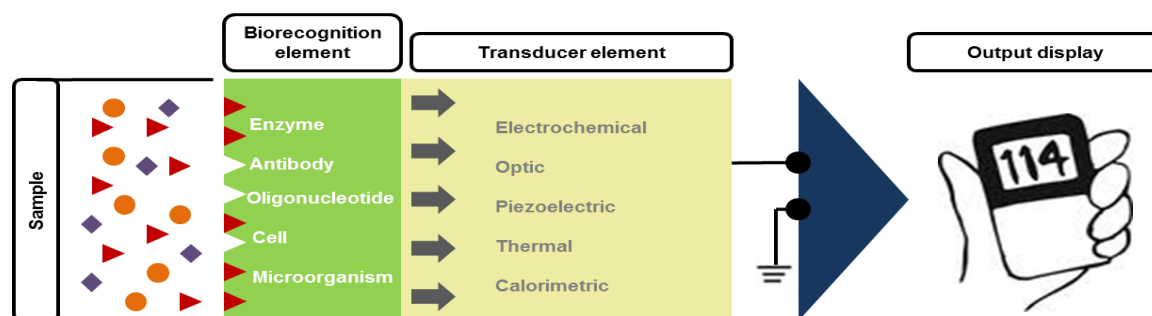 Biorecognition
element
Transducer element
Output display
Sample
Enzyme
Antibody
Oligonucleotide
Cell
Microorganism
Electrochemical
Optic
Piezoelectric
Thermal
Calorimetric
114